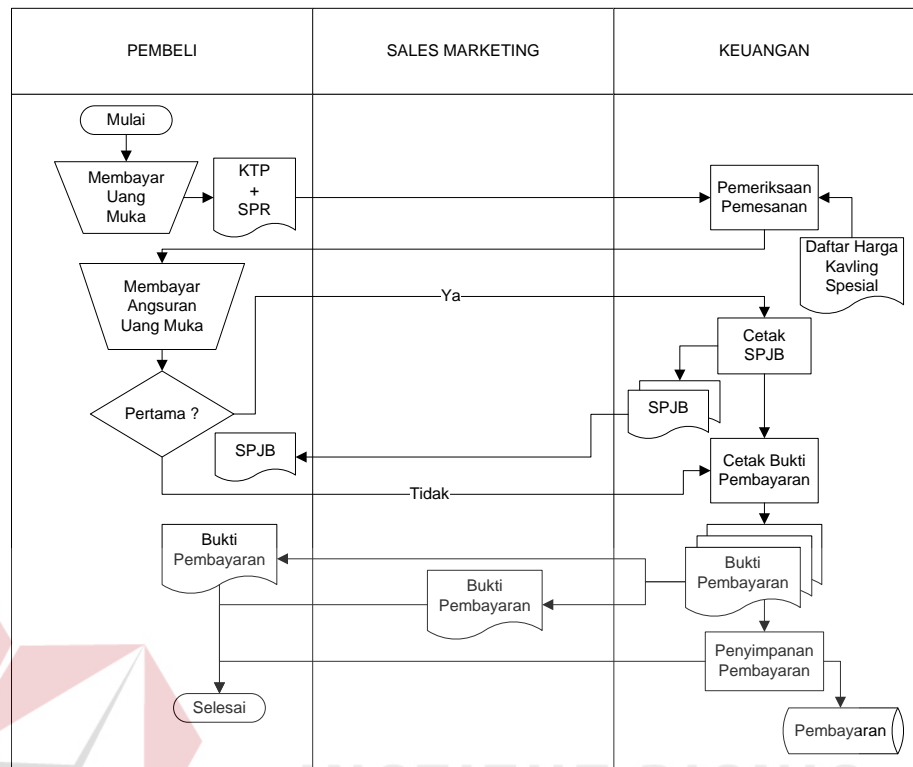 PEMBELI
SALES MARKETING
KEUANGAN
Mulai
Membayar
Uang
Muka
KTP
+
SPR
Pemeriksaan
Pemesanan
Daftar Harga
Kavling
Spesial
Membayar
Angsuran
Uang Muka
Ya
Cetak
SPJB
Pertama ?
SPJB
SPJB
Cetak Bukti
Pembayaran
Tidak
Bukti
Pembayaran
Bukti
Pembayaran
Bukti
Pembayaran
Penyimpanan
Pembayaran
Selesai
Pembayaran